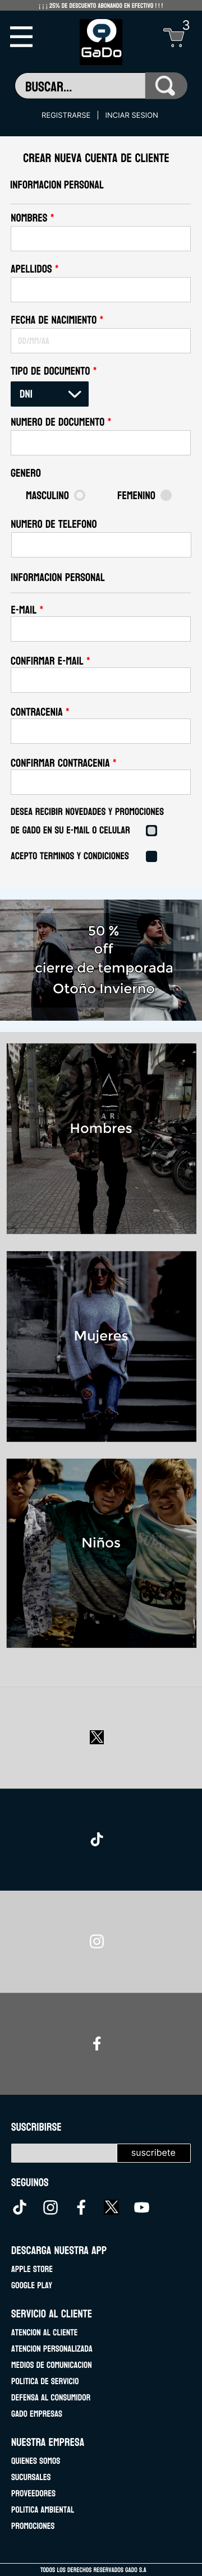 ¡ ¡ ¡ 25% DE DESCUENTO ABONANDO EN EFECTIVO ! ! !
3
GaDo
BUSCAR...
REGISTRARSE | INCIAR SESION
CREAR NUEVA CUENTA DE CLIENTE
INFORMACION PERSONAL
NOMBRES *
APELLIDOS *
FECHA DE NACIMIENTO *
DD/MM/AA
TIPO DE DOCUMENTO *
DNI
NUMERO DE DOCUMENTO *
GENERO
MASCULINO FEMENINO
NUMERO DE TELEFONO
INFORMACION PERSONAL
E-MAIL *
CONFIRMAR E-MAIL *
CONTRACENIA *
CONFIRMAR CONTRACENIA *
DESEA RECIBIR NOVEDADES Y PROMOCIONES
DE GADO EN SU E-MAIL O CELULAR
ACEPTO TERMINOS Y CONDICIONES
50 %
off
cierre de temporada
Otoño Invierno
Hombres
Mujeres
Niños
SUSCRIBIRSE
suscribete
SEGUINOS
DESCARGA NUESTRA APP
APPLE STORE
GOOGLE PLAY
SERVICIO AL CLIENTE
ATENCION AL CLIENTE
ATENCION PERSONALIZADA
MEDIOS DE COMUNICACION
POLITICA DE SERVICIO
DEFENSA AL CONSUMIDOR
GADO EMPRESAS
NUESTRA EMPRESA
QUIENES SOMOS
SUCURSALES
PROVEEDORES
POLITICA AMBIENTAL
PROMOCIONES
TODOS LOS DERECHOS RESERVADOS GADO S.A